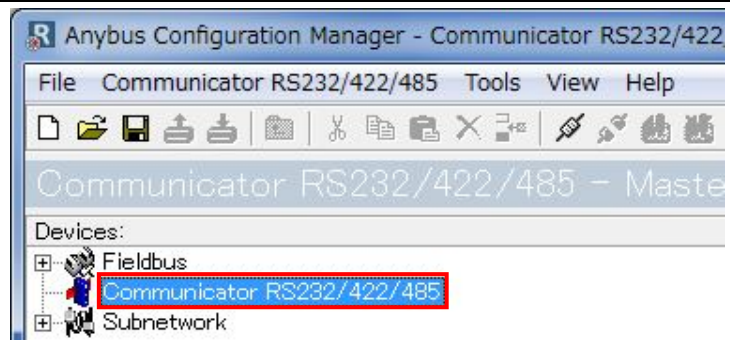 Anybus Configuration Manager - Communicator RS232/422
File Communicator RS232/422/485 Tools View Help
Communicator RS232/422/485 - Maste
Devices:
Fieldbus
Communicator RS232/422/485
Subnetwork